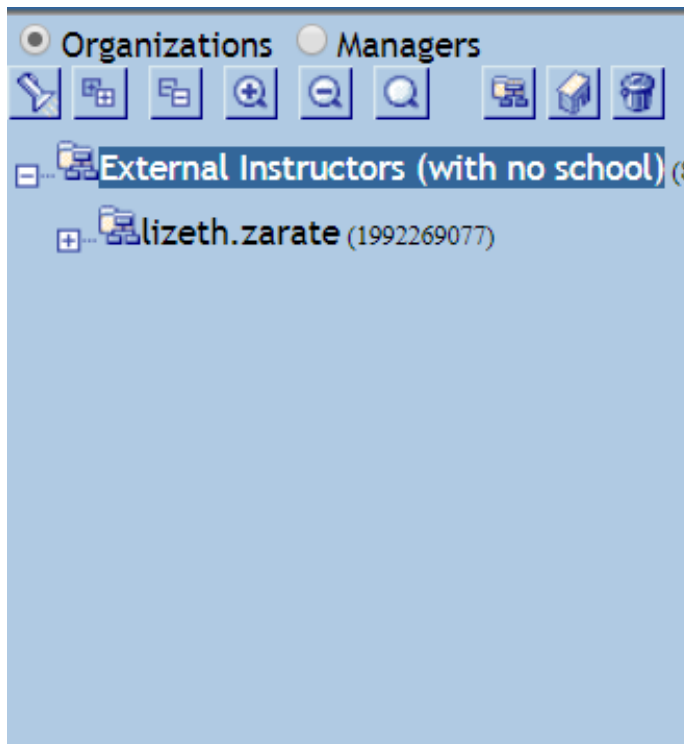 Organizations Managers
External Instructors (with no school)
lizeth.zarate (1992269077)